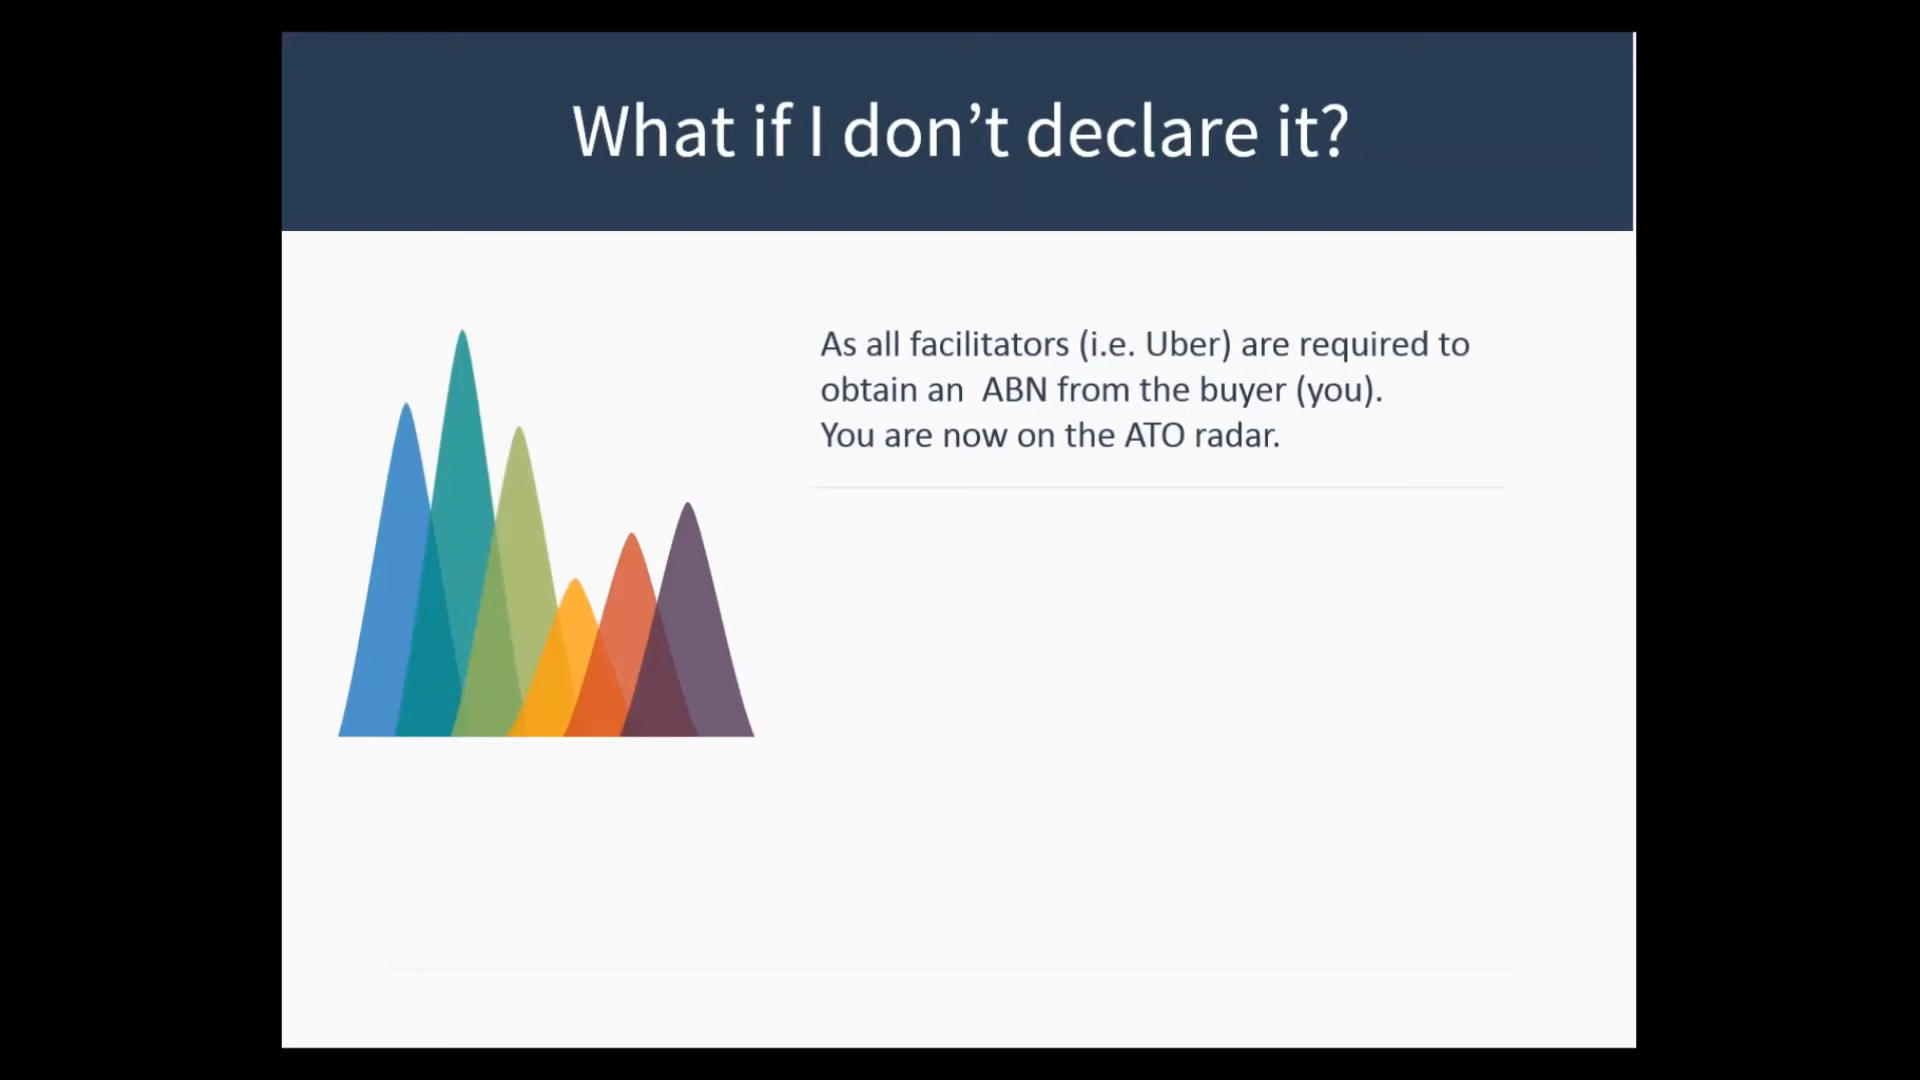 What if I don’t declare it?
As all facilitators (i.e. Uber) are required to
obtain an  ABN from the buyer (you).
You are now on the ATO radar.